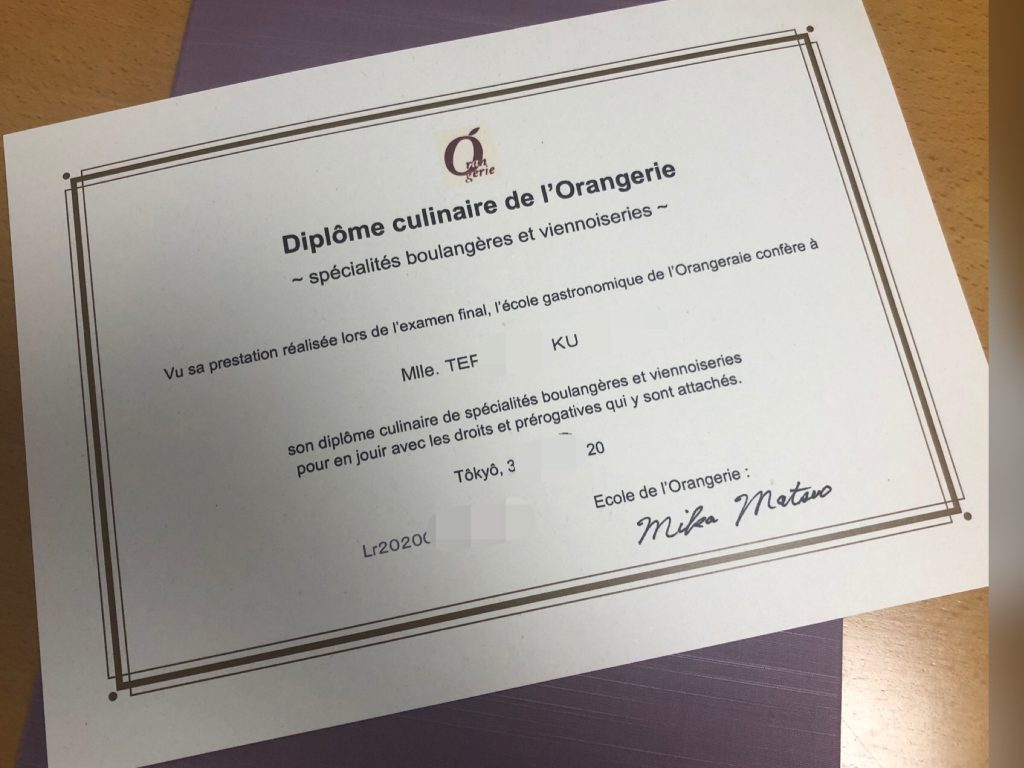 Orangerie
Diplôme culinaire de l'Orangerie
~ spécialités boulangères et viennoiseries ~
Vu sa prestation réalisée lors de l'examen final, l'école gastronomique de l'Orangeraie confère à
Mlle. TEF KU
son diplôme culinaire de spécialités boulangères et viennoiseries
pour en jouir avec les droits et prérogatives qui y sont attachés.
Tôkyô, 3 20
Ecole de l'Orangerie :
Mika Matsuo
Lr2020